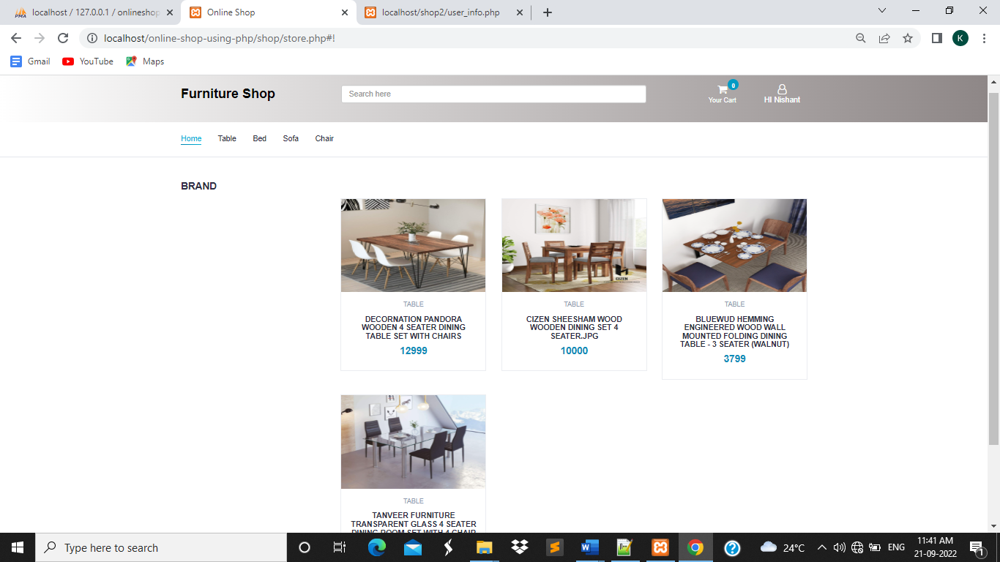 localhost / 127.0.0.1 / onlineshop
Online Shop
localhost/shop2/user_info.php
localhost/online-shop-using-php/shop/store.php#!
K
Gmail
YouTube
Maps
Furniture Shop
Search here
0
Your Cart
HI Nishant
Home
Table
Bed
Sofa
Chair
BRAND
TABLE
DECORNATION PANDORA
WOODEN 4 SEATER DINING
TABLE SET WITH CHAIRS
12999
CIZEN
TABLE
CIZEN SHEESHAM WOOD
WOODEN DINING SET 4
SEATER.JPG
10000
TABLE
BLUEWUD HEMMING
ENGINEERED WOOD WALL
MOUNTED FOLDING DINING
TABLE - 3 SEATER (WALNUT)
3799
TABLE
TANVEER FURNITURE
TRANSPARENT GLASS 4 SEATER
DINING ROOM SET WITH 4 CHAIR
Type here to search
24°C
ENG
11:41 AM
21-09-2022
1